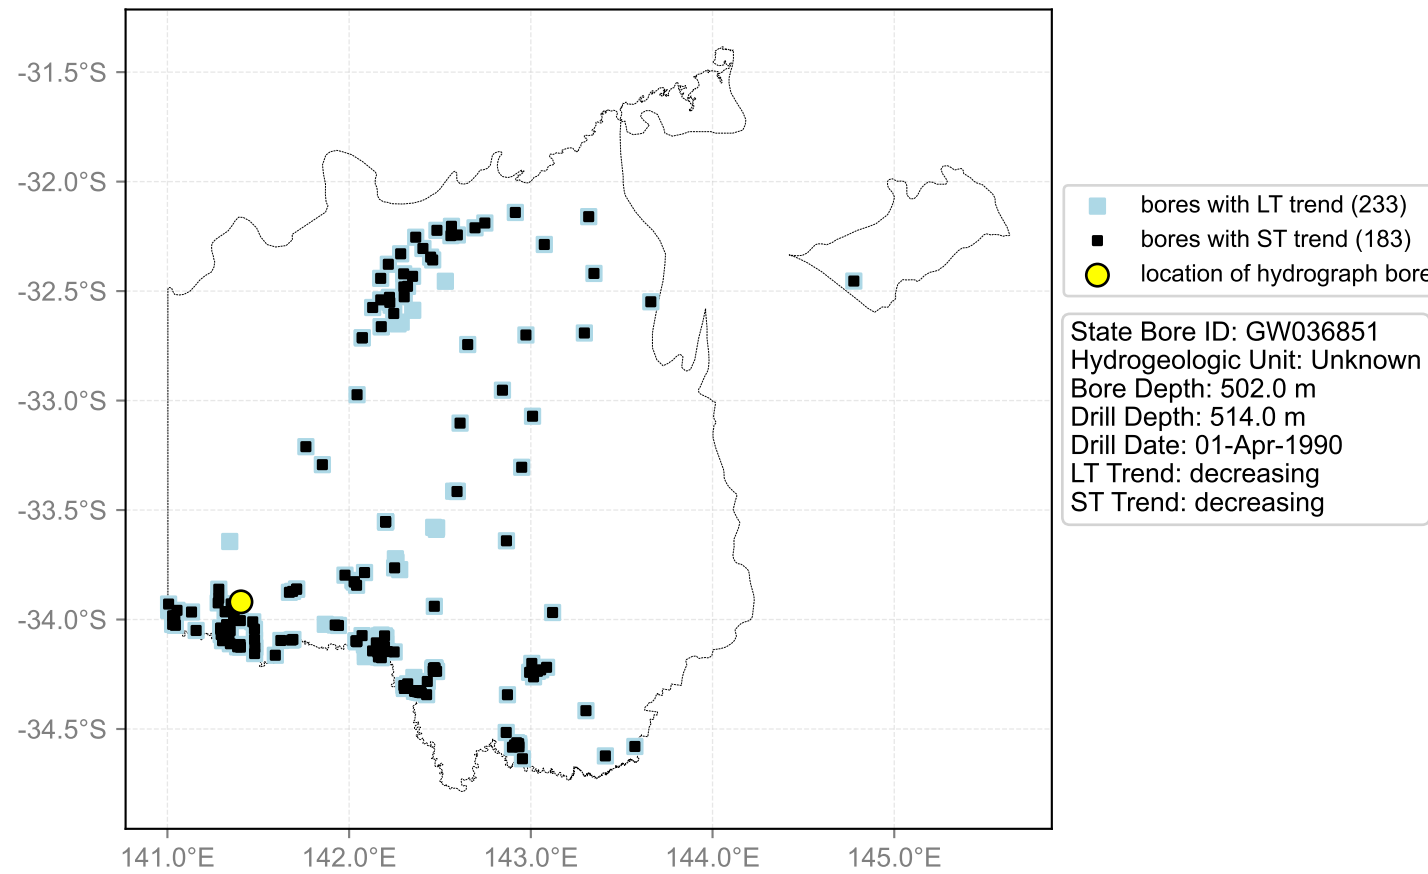 -31.5°S
-32.0°S
-32.5°S
-33.0°S
-33.5°S
-34.0°S
-34.5°S
141.0°E
142.0°E
143.0°E
144.0°E
145.0°E
bores with LT trend (233)
bores with ST trend (183)
location of hydrograph bore
State Bore ID: GW036851
Hydrogeologic Unit: Unknown
Bore Depth: 502.0 m
Drill Depth: 514.0 m
Drill Date: 01-Apr-1990
LT Trend: decreasing
ST Trend: decreasing